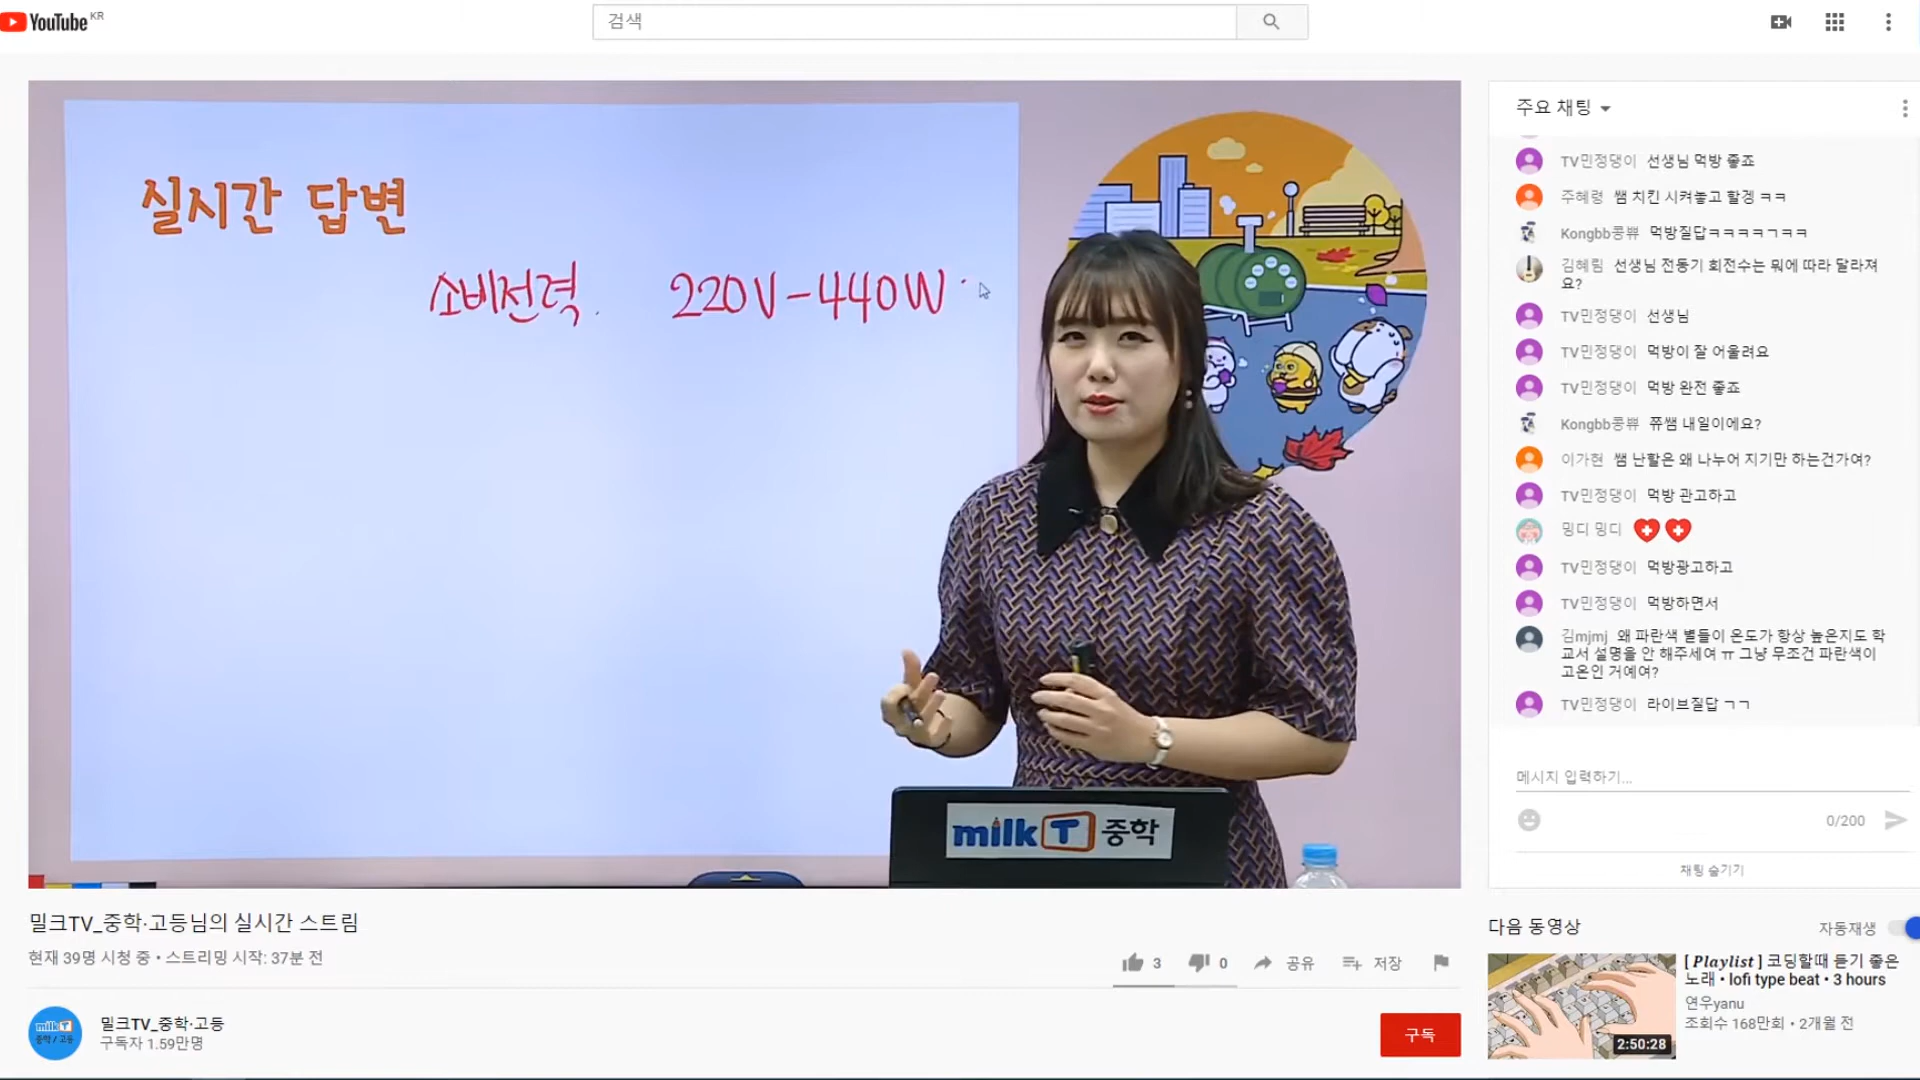 YouTube KR
검색
실시간 답변
소비전력. 220V-440W
milk T 중학
주요 채팅
TV민정댕이 선생님 먹방 좋죠
주혜령 쌤 치킨 시켜놓고 할겡 ㅋㅋ
Kongbb콩쀼 먹방질답ㅋㅋㅋㅋㄱㅋㅋ
김혜림 선생님 전동기 회전수는 뭐에 따라 달라져
요?
TV민정댕이 선생님
TV민정댕이 먹방이 잘 어울려요
TV민정댕이 먹방 완전 좋죠
Kongbb콩쀼 쮸쌤 내일이에요?
이가현 쌤 난할은 왜 나누어 지기만 하는건가여?
TV민정댕이 먹방 관고하고
밍디 밍디
TV민정댕이 먹방광고하고
TV민정댕이 먹방하면서
김mjmj 왜 파란색 별들이 온도가 항상 높은지도 학
교서 설명을 안 해주세여 ㅠ 그냥 무조건 파란색이
고온인 거예여?
TV민정댕이 라이브질답 ㄱㄱ
메시지 입력하기...
0/200
채팅 숨기기
밀크TV_중학·고등님의 실시간 스트림
현재 39명 시청 중 • 스트리밍 시작: 37분 전
3 0 공유 저장
milk T
중학 / 고등
밀크TV_중학·고등
구독자 1.59만명
구독
다음 동영상 자동재생
[ Playlist ] 코딩할때 듣기 좋은
노래 • lofi type beat • 3 hours
연우yanu
조회수 168만회 • 2개월 전
2:50:28